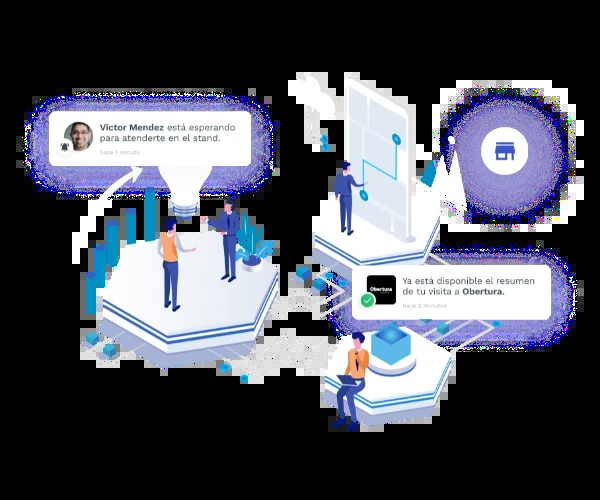 Victor Mendez está esperando
para atenderte en el stand.
hace 1 minuto
Ya está disponible el resumen
de tu visita a Obertura.
Obertura
hace 2 minutos